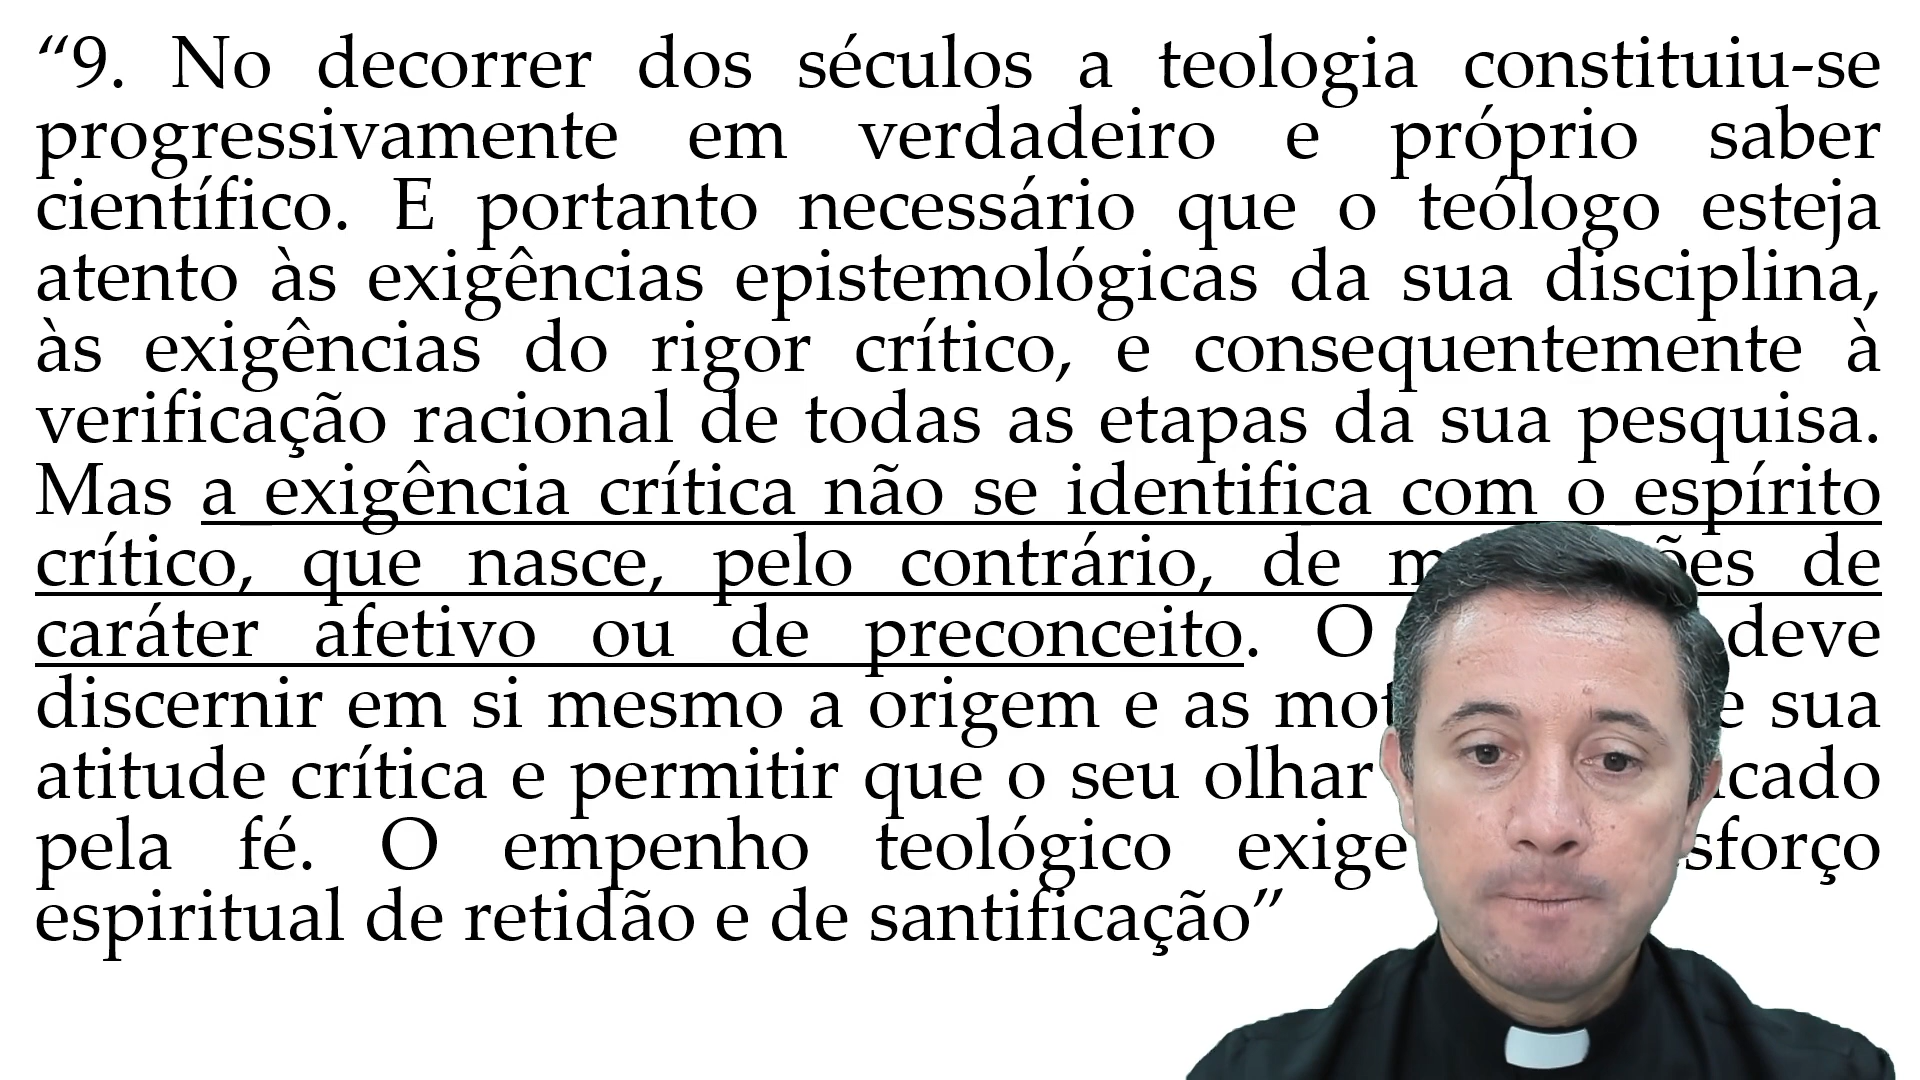 “9. No decorrer dos séculos a teologia constituiu-se
progressivamente em verdadeiro e próprio saber
científico. E portanto necessário que o teólogo esteja
atento às exigências epistemológicas da sua disciplina,
às exigências do rigor crítico, e consequentemente à
verificação racional de todas as etapas da sua pesquisa.
Mas a exigência crítica não se identifica com o espírito
crítico, que nasce, pelo contrário, de de
caráter afetivo ou de preconceito. O deve
discernir em si mesmo a origem e as sua
atitude crítica e permitir que o seu olhar
pela fé. O empenho teológico exige
espiritual de retidão e de santificação”